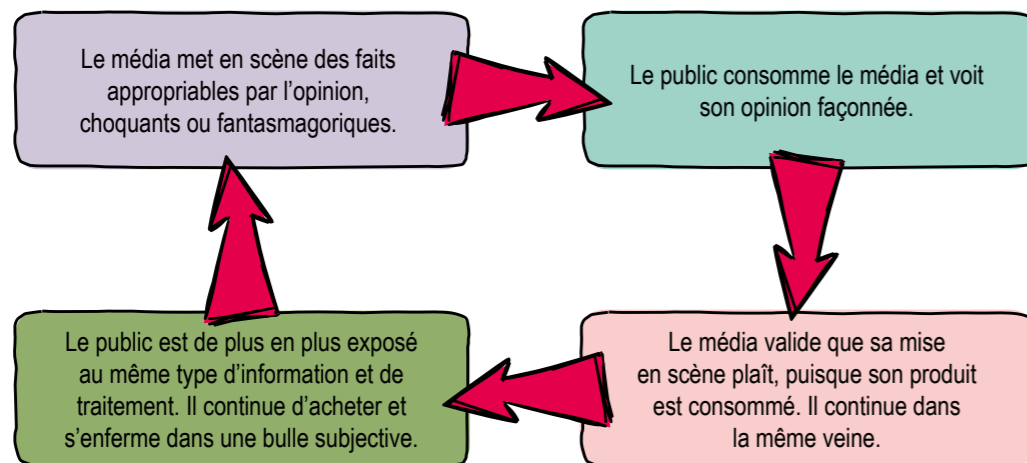 Le média met en scène des faits
appropriables par l’opinion,
choquants ou fantasmagoriques.
Le public consomme le média et voit
son opinion façonnée.
Le média valide que sa mise
en scène plaît, puisque son produit
est consommé. Il continue dans
la même veine.
Le public est de plus en plus exposé
au même type d’information et de
traitement. Il continue d’acheter et
s’enferme dans une bulle subjective.